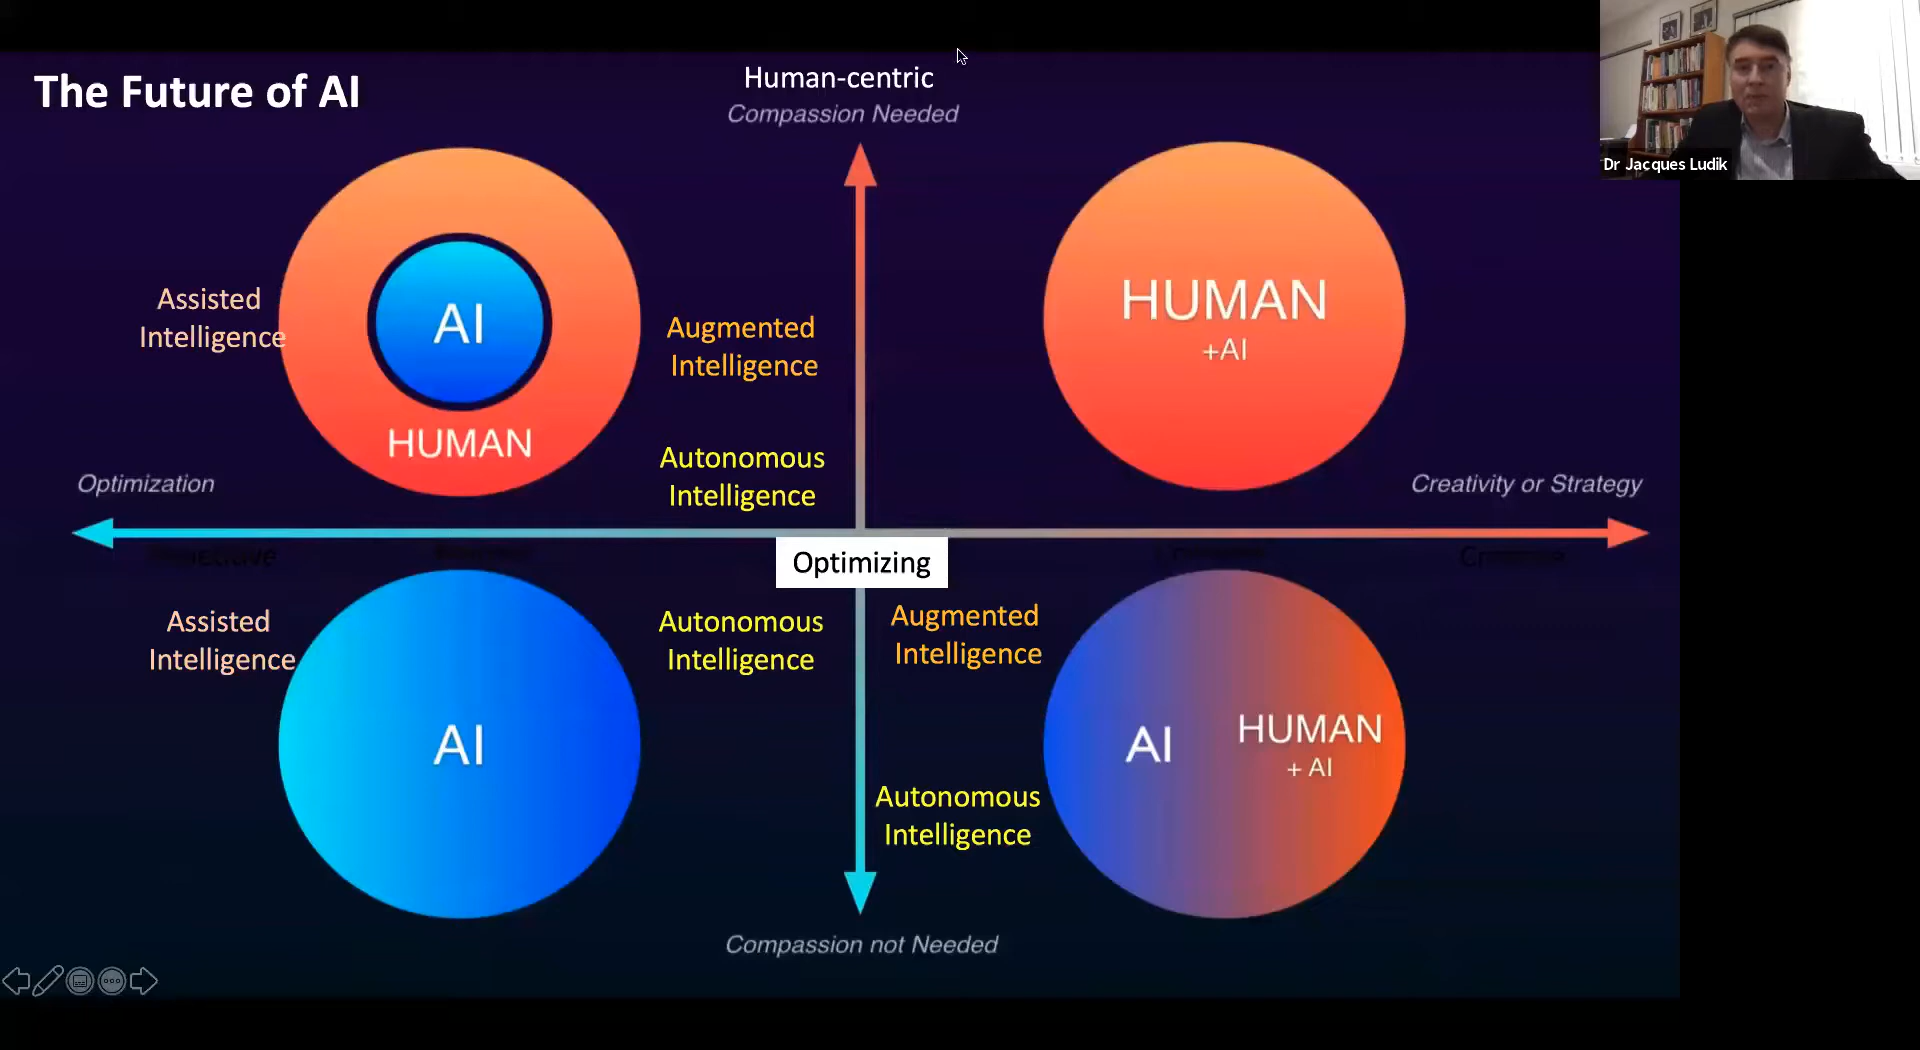 The Future of AI
Human-centric
Compassion Needed
Dr Jacques Ludik
Assisted
Intelligence
AI
HUMAN
Augmented
Intelligence
Autonomous
Intelligence
HUMAN
+AI
Optimization
Creativity or Strategy
Optimizing
Assisted
Intelligence
AI
Autonomous
Intelligence
Augmented
Intelligence
Autonomous
Intelligence
AI
HUMAN
+ AI
Compassion not Needed